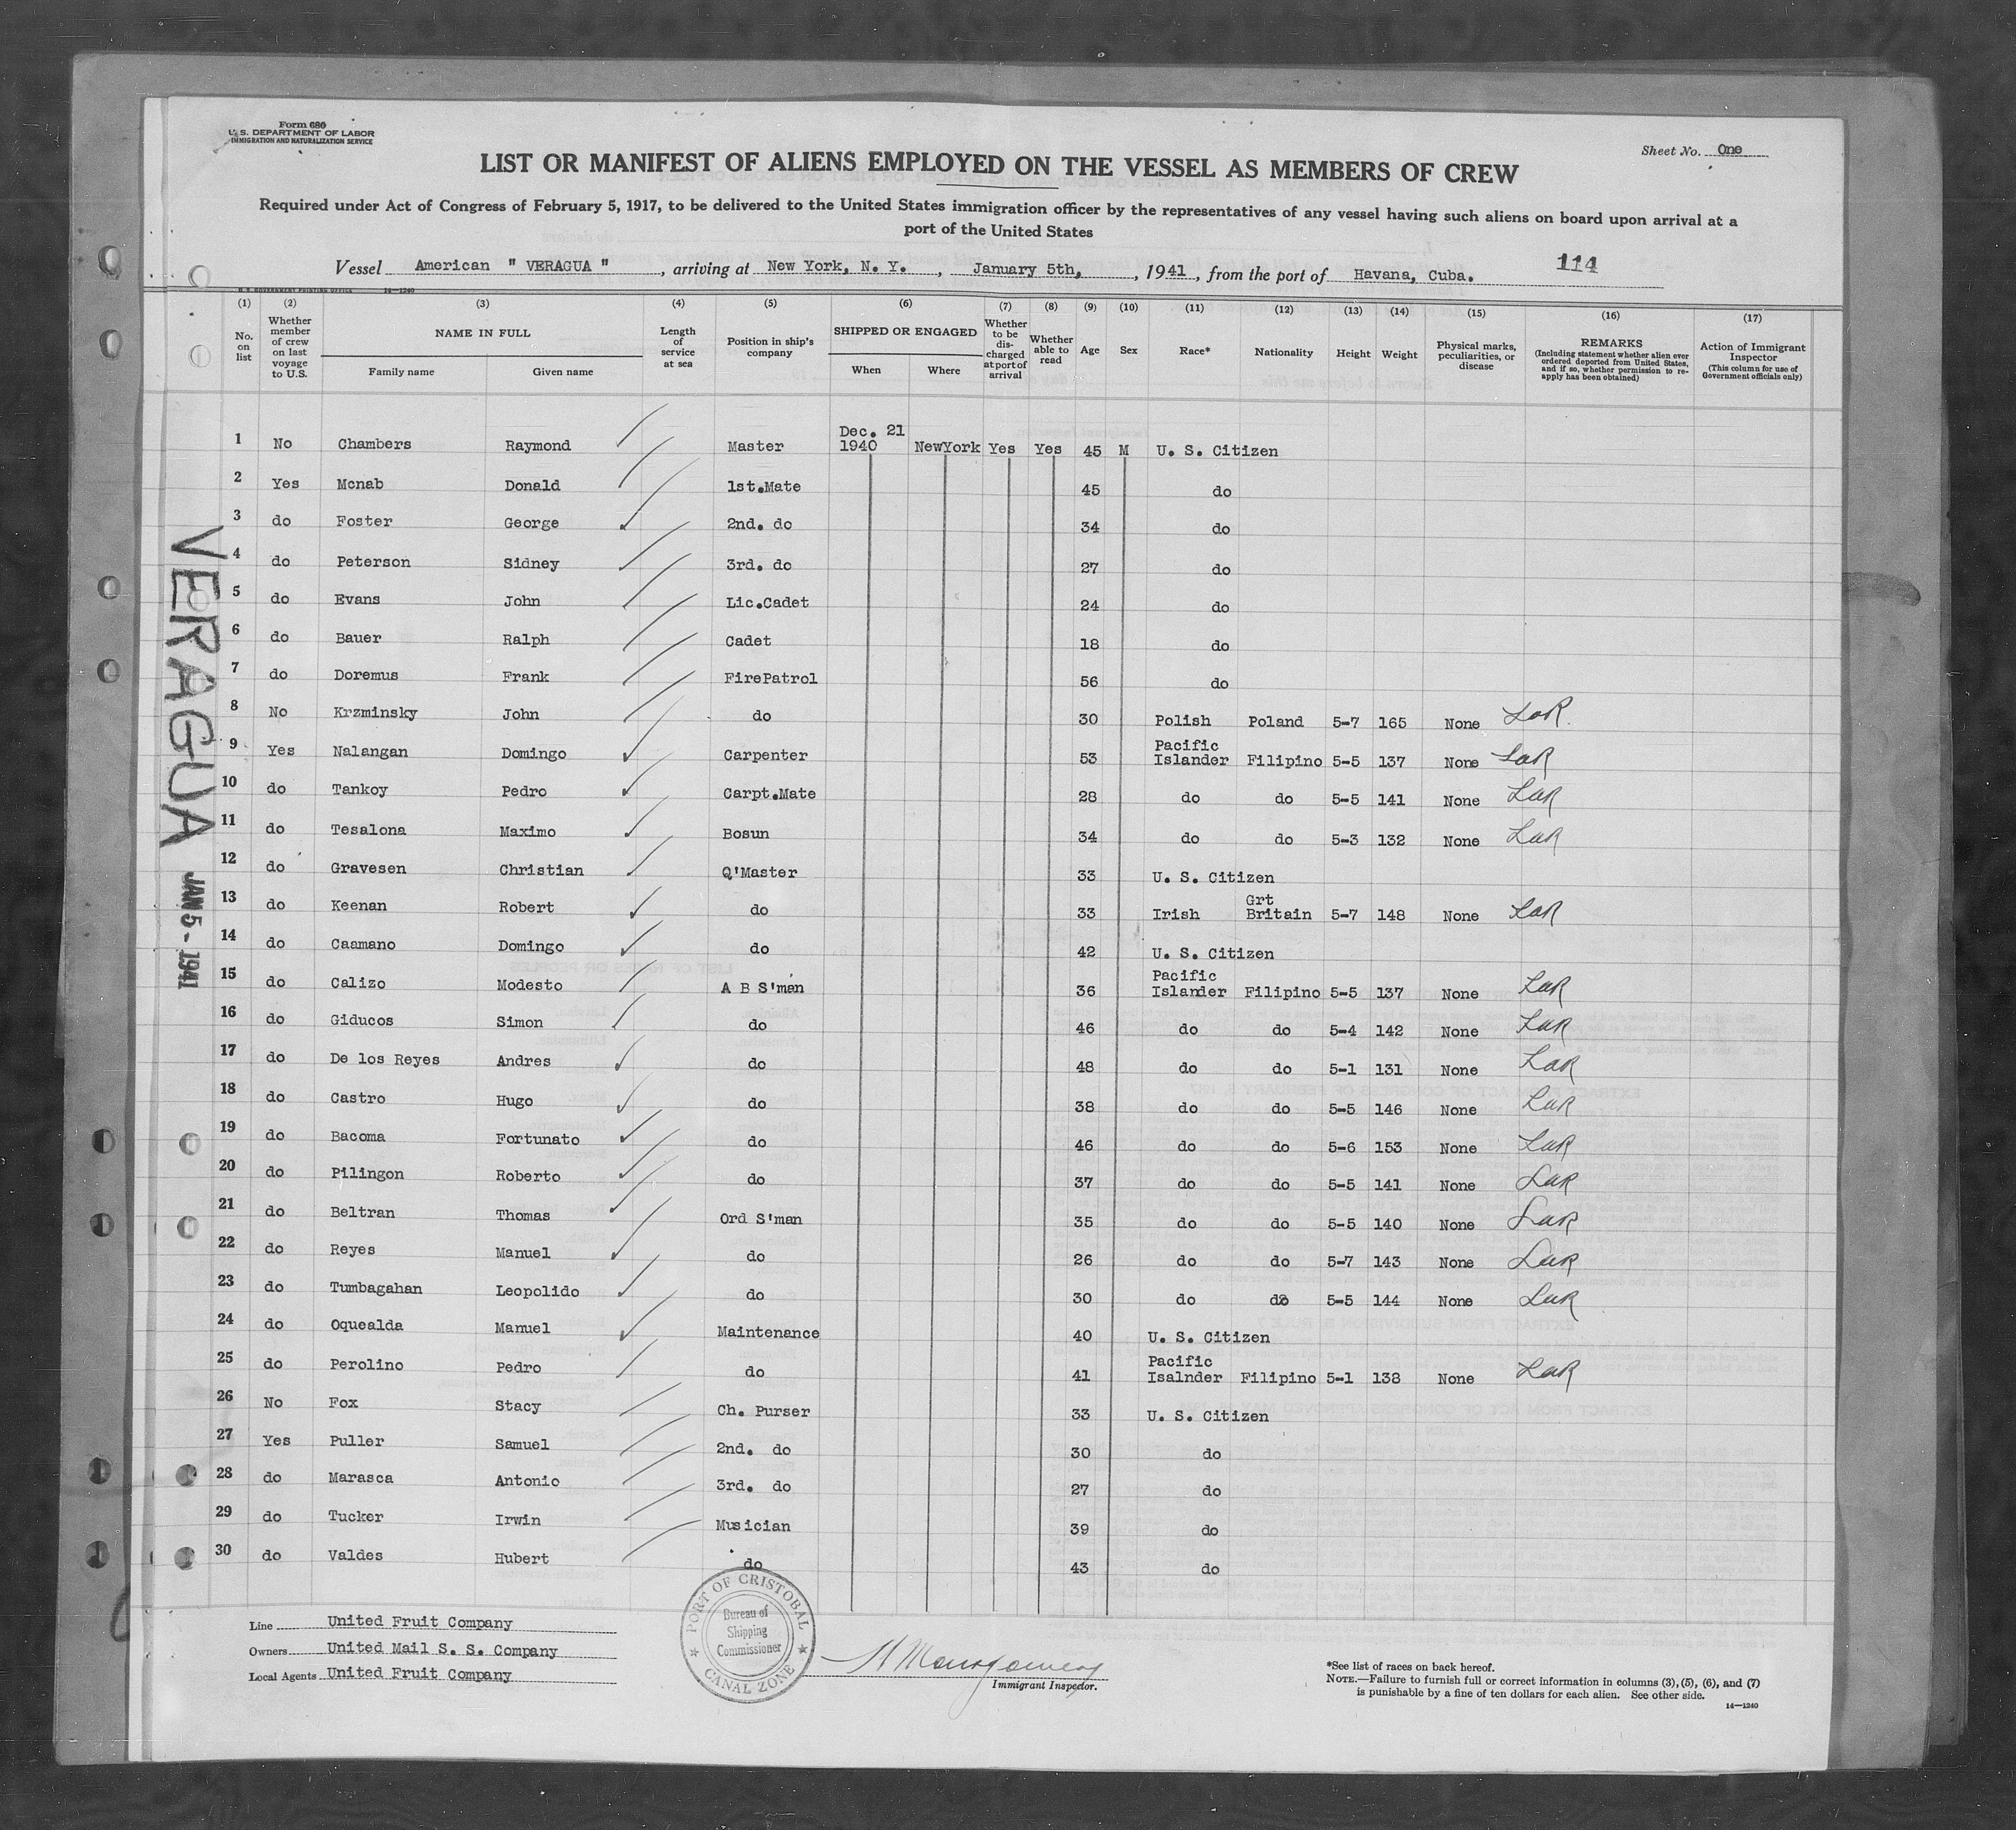 Form 680
U. S. DEPARTMENT OF LABOR
IMMIGRATION AND NATURALIZATION SERVICE
Sheet No. One
LIST OR MANIFEST OF ALIENS EMPLOYED ON THE VESSEL AS MEMBERS OF CREW
Required under Act of Congress of February 5, 1917, to be delivered to the United States immigration officer by the representatives of any vessel having such aliens on board upon arrival at a
port of the United States
Vessel American " VERAGUA " , arriving at New York, N. Y. , January 5th, , 1941 , from the port of Havana, Cuba. 114
14—1240
(1) (2) (3) (4) (5) (6) (7) (8) (9) (10) (11) (12) (13) (14) (15) (16) (17)
No. on list
Whether member of crew on last voyage to U.S.
NAME IN FULL
Family name
Given name
Length of service at sea
Position in ship's company
SHIPPED OR ENGAGED
When
Where
Whether to be discharged at port of arrival
Whether able to read
Age
Sex
Race*
Nationality
Height
Weight
Physical marks, peculiarities, or disease
REMARKS
(Including statement whether alien ever ordered deported from United States, and if so, whether permission to re-apply has been obtained)
Action of Immigrant Inspector
(This column for use of Government officials only)
1 No Chambers Raymond Master Dec. 21 1940 NewYork Yes Yes 45 M U. S. Citizen
2 Yes Mcnab Donald 1st.Mate 45 do
3 do Foster George 2nd. do 34 do
4 do Peterson Sidney 3rd. do 27 do
5 do Evans John Lic.Cadet 24 do
6 do Bauer Ralph Cadet 18 do
7 do Doremus Frank FirePatrol 56 do
8 No Krzminsky John do 30 Polish Poland 5-7 165 None
9 Yes Nalangan Domingo Carpenter 53 Pacific Islander Filipino 5-5 137 None
10 do Tankoy Pedro Carpt.Mate 28 do do 5-5 141 None
11 do Tesalona Maximo Bosun 34 do do 5-3 132 None
12 do Gravesen Christian Q'Master 33 U. S. Citizen
13 do Keenan Robert do 33 Irish Grt Britain 5-7 148 None
14 do Caamano Domingo do 42 U. S. Citizen
15 do Calizo Modesto A B S'man 36 Pacific Islander Filipino 5-5 137 None
16 do Giducos Simon do 46 do do 5-4 142 None
17 do De los Reyes Andres do 48 do do 5-1 131 None
18 do Castro Hugo do 38 do do 5-5 146 None
19 do Bacoma Fortunato do 46 do do 5-6 153 None
20 do Pilingon Roberto do 37 do do 5-5 141 None
21 do Beltran Thomas Ord S'man 35 do do 5-5 140 None
22 do Reyes Manuel do 26 do do 5-7 143 None
23 do Tumbagahan Leopolido do 30 do do 5-5 144 None
24 do Oquealda Manuel Maintenance 40 U. S. Citizen
25 do Perolino Pedro do 41 Pacific Isalnder Filipino 5-1 138 None
26 No Fox Stacy Ch. Purser 33 U. S. Citizen
27 Yes Puller Samuel 2nd. do 30 do
28 do Marasca Antonio 3rd. do 27 do
29 do Tucker Irwin Musician 39 do
30 do Valdes Hubert do 43 do
VERAGUA JAN 5 - 1941
Line United Fruit Company
Owners United Mail S. S. Company
Local Agents United Fruit Company
PORT OF CRISTOBAL
Bureau of
Shipping
Commissioner
CANAL ZONE
Immigrant Inspector.
*See list of races on back hereof.
NOTE.—Failure to furnish full or correct information in columns (3), (5), (6), and (7)
is punishable by a fine of ten dollars for each alien. See other side.
14—1240